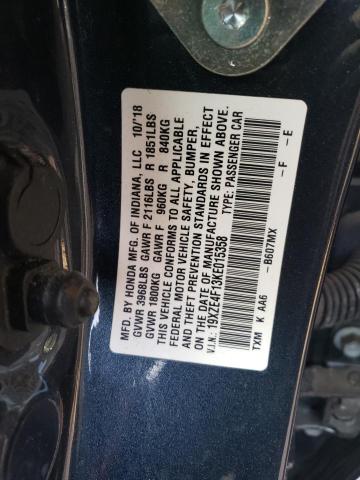 MFD. BY HONDA MFG. OF INDIANA, LLC 10/'18
GVWR 3968LBS GAWR F 2116LBS R 1851LBS
GVWR 1800KG GAWR F 960KG R 840KG
THIS VEHICLE CONFORMS TO ALL APPLICABLE
FEDERAL MOTOR VEHICLE SAFETY, BUMPER,
AND THEFT PREVENTION STANDARDS IN EFFECT
ON THE DATE OF MANUFACTURE SHOWN ABOVE.
V.I.N.: 19XZE4F13KE015358 TYPE: PASSENGER CAR
TXM K AA6 -B607MX -F -E